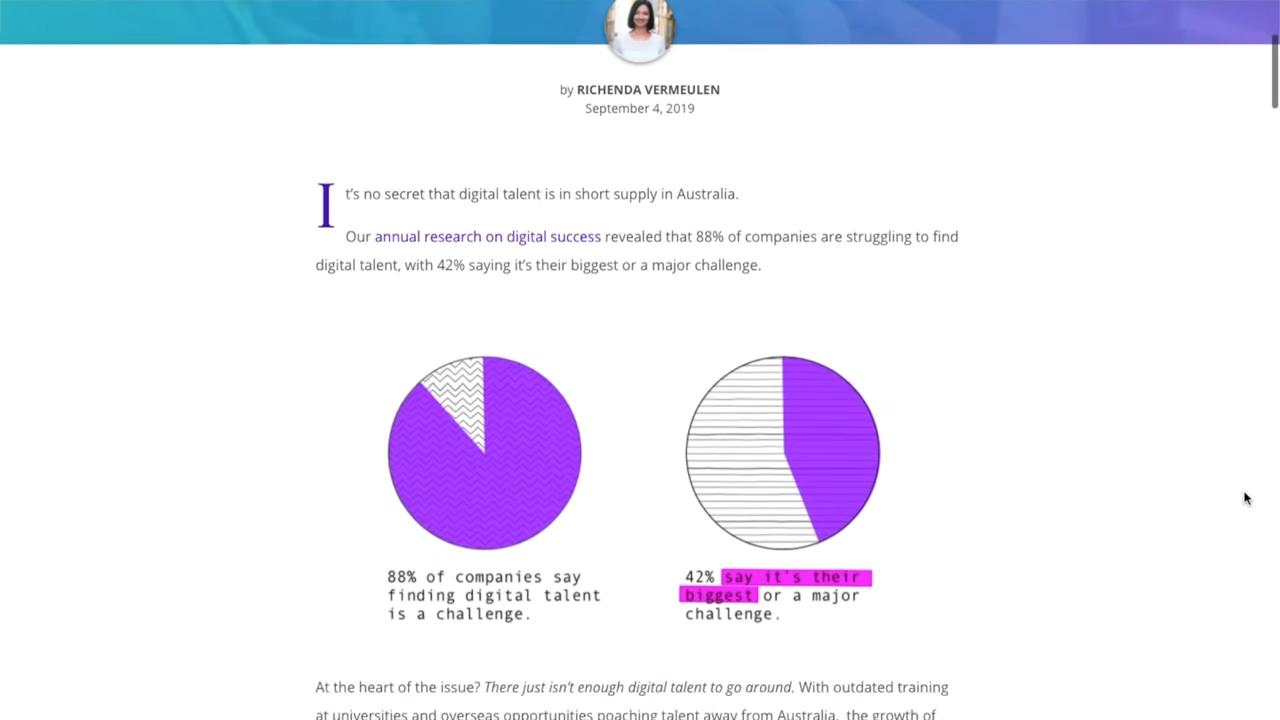 by RICHENDA VERMEULEN
September 4, 2019
It's no secret that digital talent is in short supply in Australia.
Our annual research on digital success revealed that 88% of companies are struggling to find
digital talent, with 42% saying it's their biggest or a major challenge.
88% of companies say
finding digital talent
is a challenge.
42% say it's their
biggest or a major
challenge.
At the heart of the issue? There just isn't enough digital talent to go around. With outdated training
at universities and overseas opportunities poaching talent away from Australia, the growth of